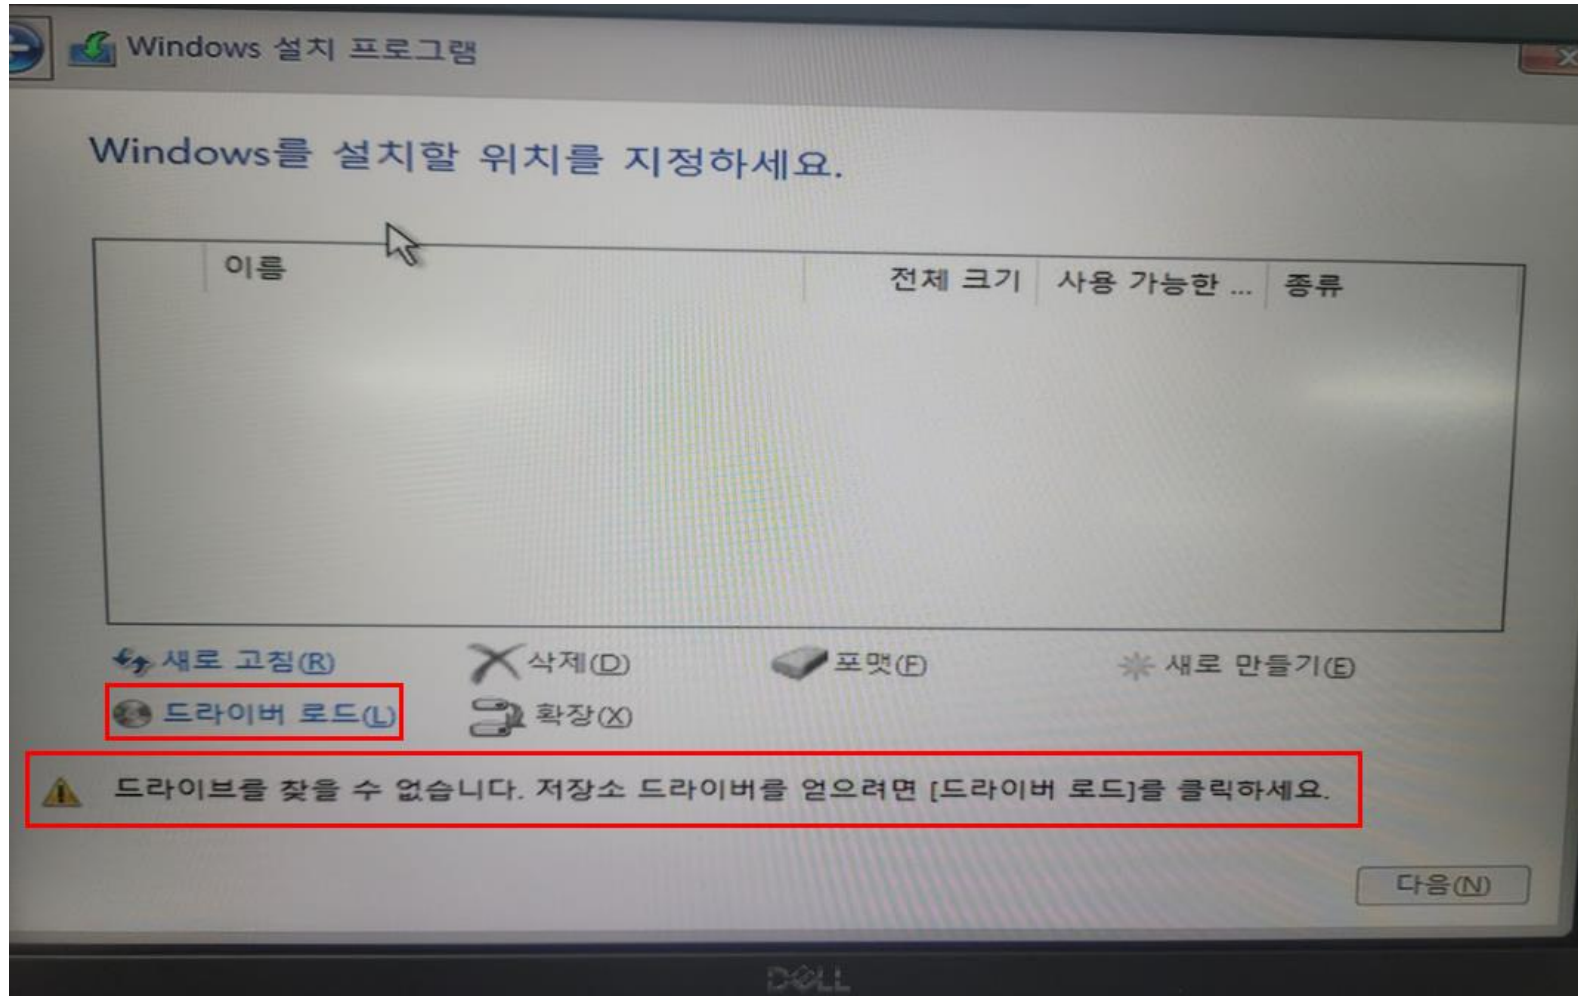 Windows 설치 프로그램
Windows를 설치할 위치를 지정하세요.
이름 전체 크기 사용 가능한 ... 종류
새로 고침(R) 삭제(D) 포맷(F) 새로 만들기(E)
드라이버 로드(L) 확장(X)
드라이브를 찾을 수 없습니다. 저장소 드라이버를 얻으려면 [드라이버 로드]를 클릭하세요.
다음(N)
DELL